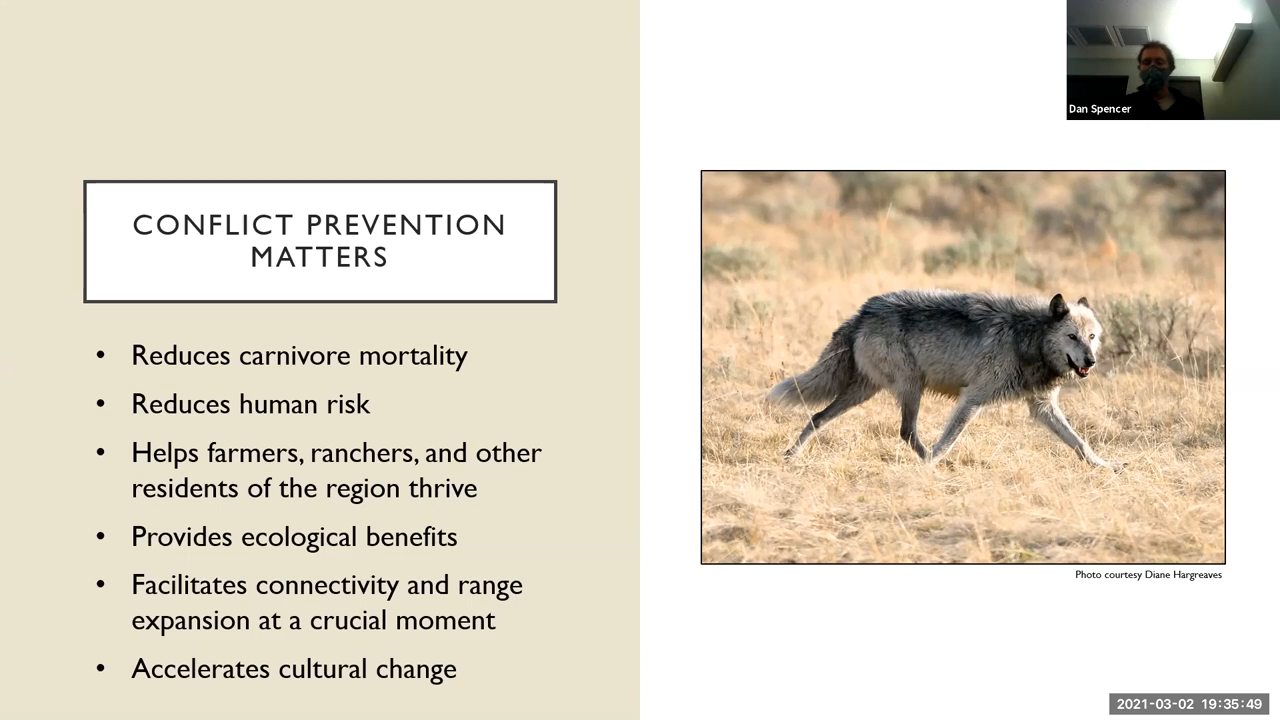 Dan Spencer
CONFLICT PREVENTION
MATTERS
• Reduces carnivore mortality
• Reduces human risk
• Helps farmers, ranchers, and other
residents of the region thrive
• Provides ecological benefits
• Facilitates connectivity and range
expansion at a crucial moment
• Accelerates cultural change
Photo courtesy Diane Hargreaves
2021-03-02 19:35:49